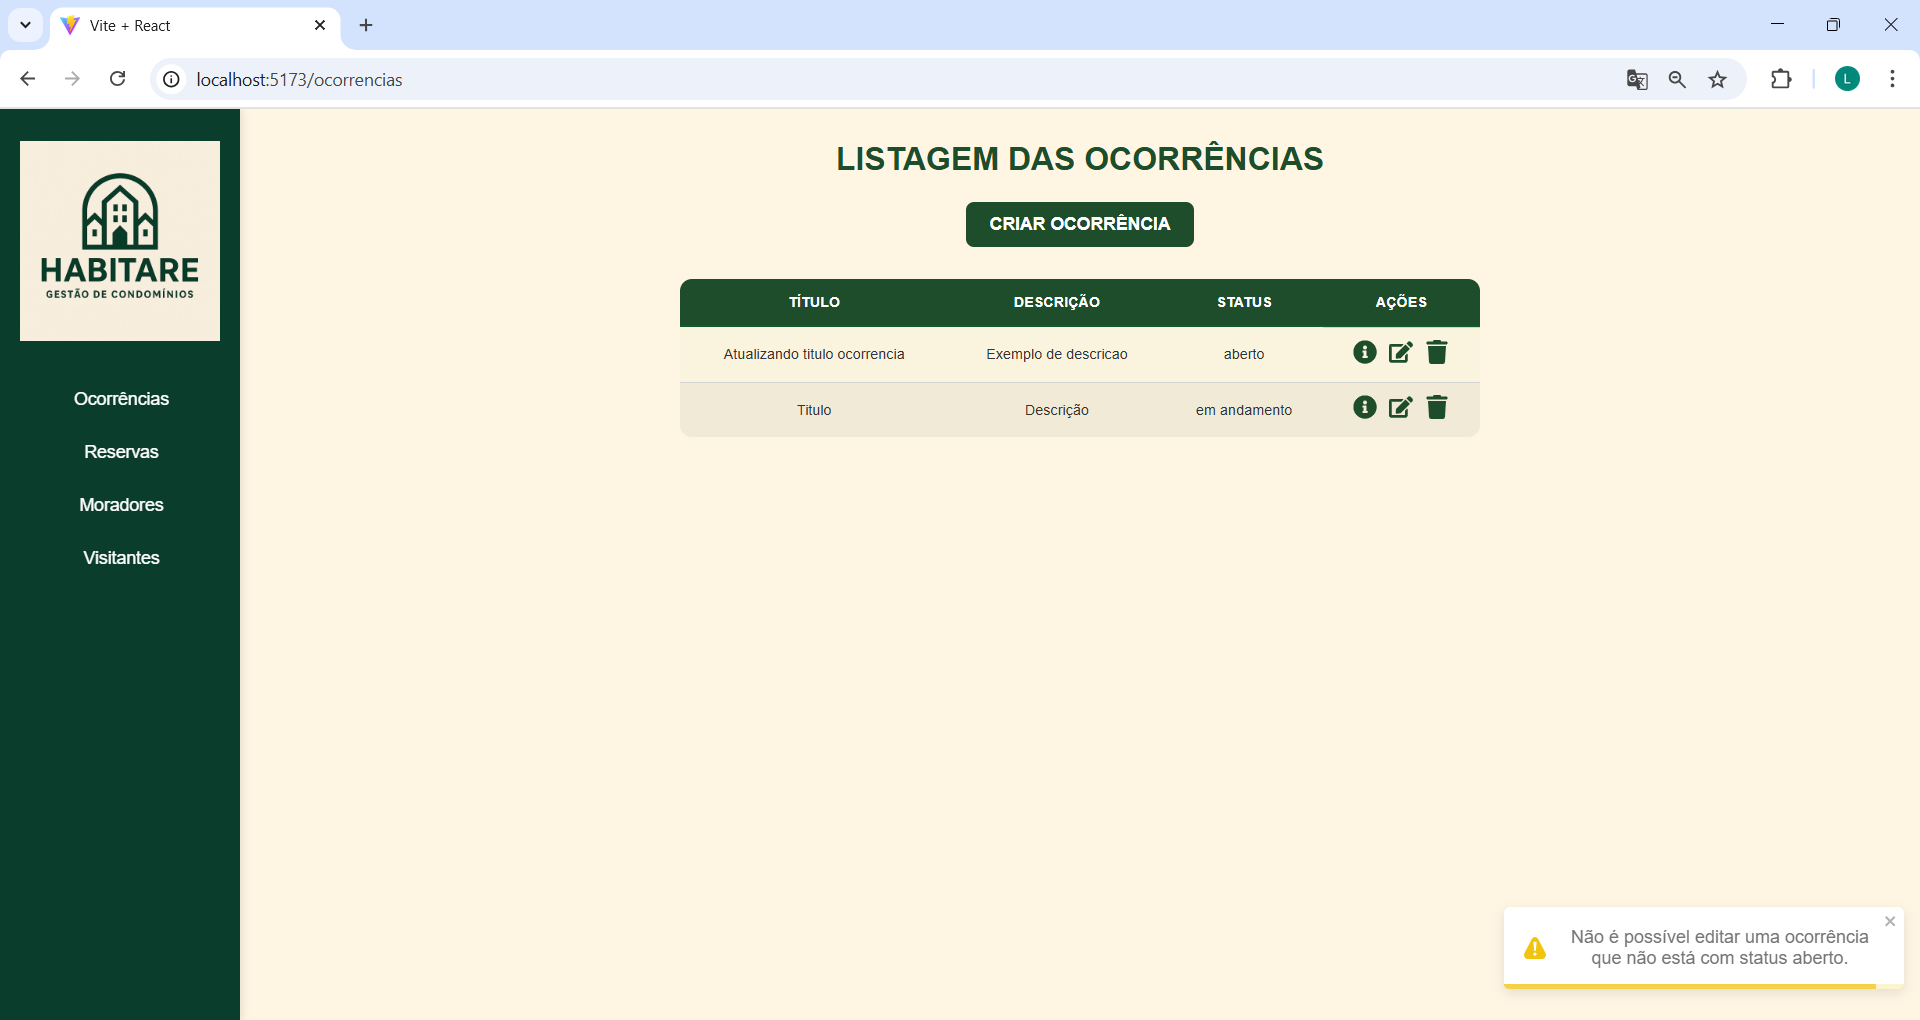 Vite + React
localhost:5173/ocorrencias
L
HABITARE
GESTÃO DE CONDOMÍNIOS
Ocorrências
Reservas
Moradores
Visitantes
LISTAGEM DAS OCORRÊNCIAS
CRIAR OCORRÊNCIA
TÍTULO DESCRIÇÃO STATUS AÇÕES
Atualizando titulo ocorrencia Exemplo de descricao aberto
Titulo Descrição em andamento
Não é possível editar uma ocorrência
que não está com status aberto.